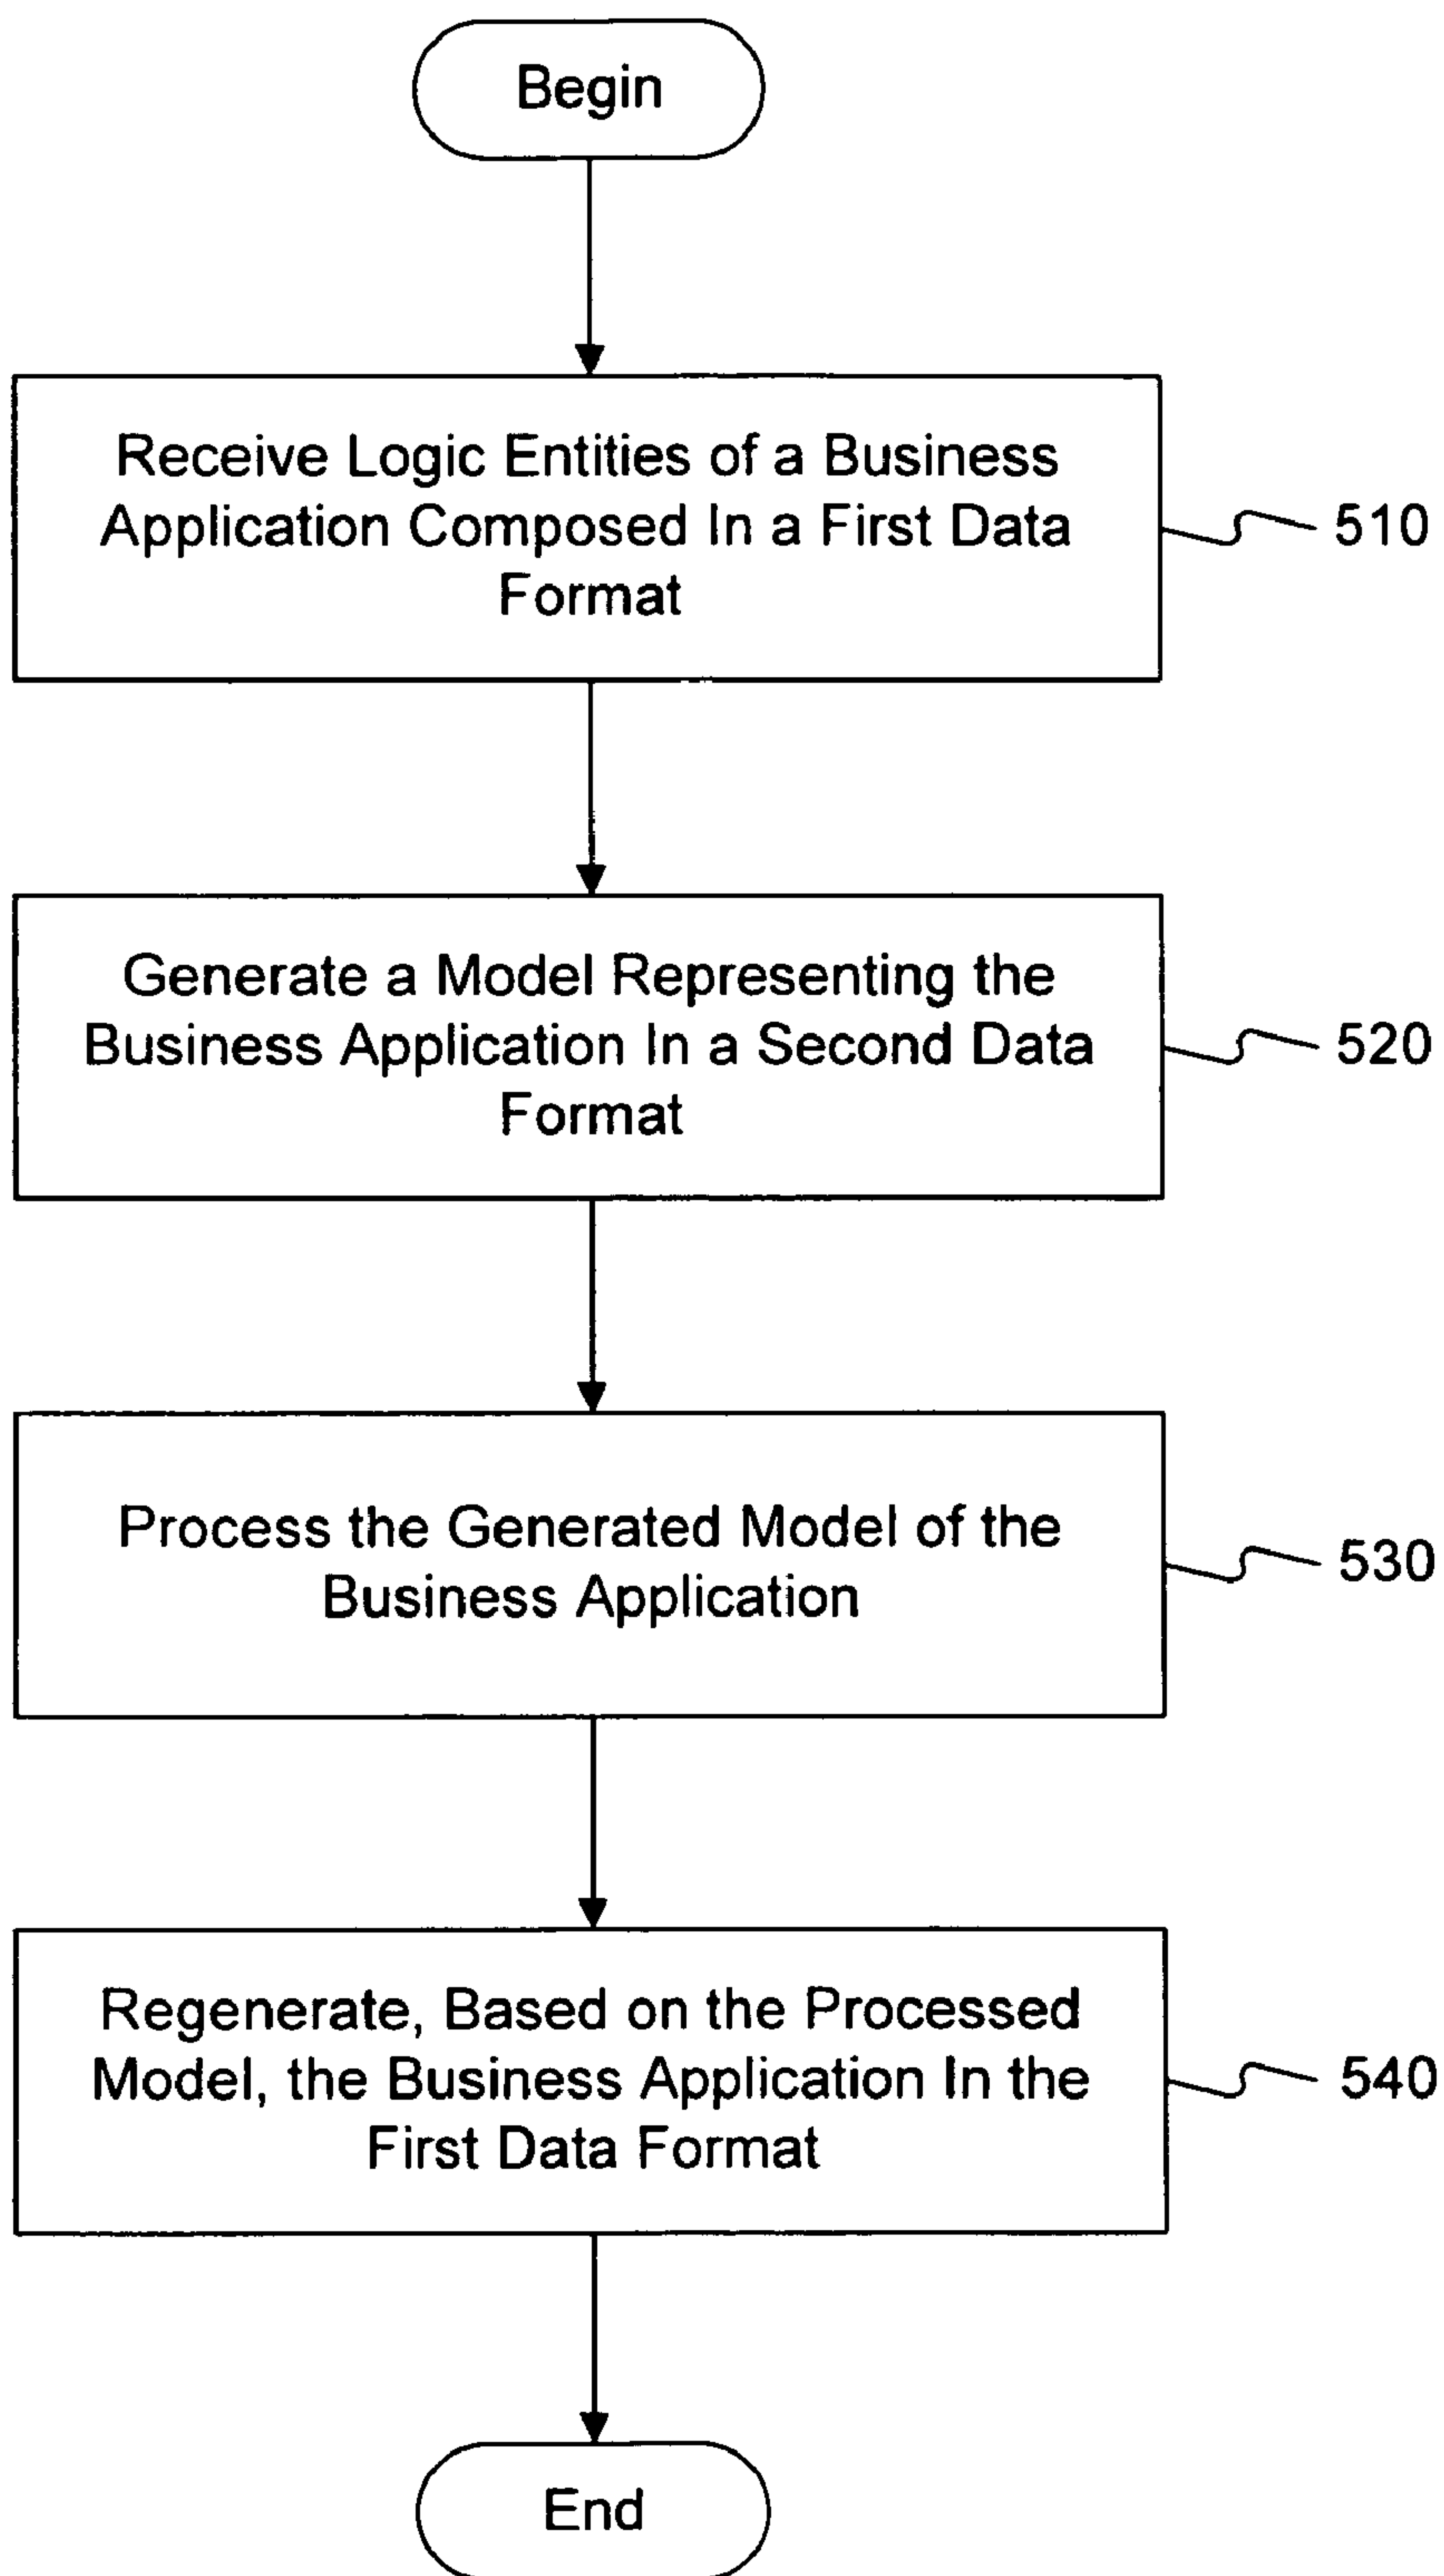 Begin
Receive Logic Entities of a Business
Application Composed In a First Data
Format
510
Generate a Model Representing the
Business Application In a Second Data
Format
520
Process the Generated Model of the
Business Application
530
Regenerate, Based on the Processed
Model, the Business Application In the
First Data Format
540
End